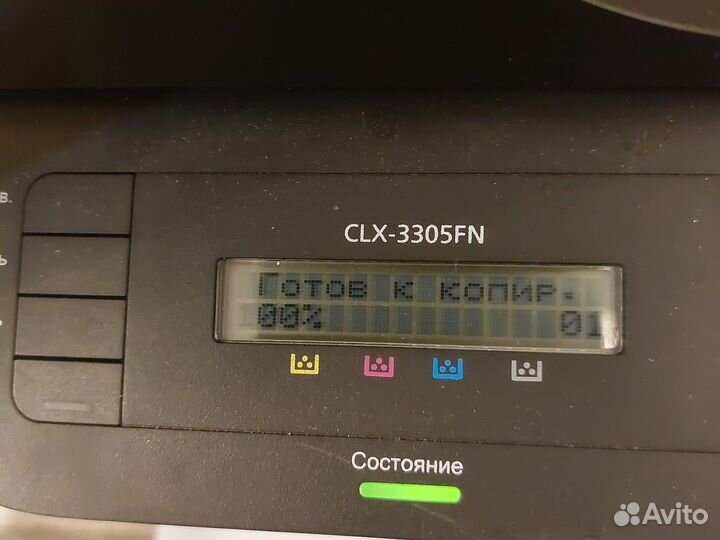 в.
ь
CLX-3305FN
Готов к копир.
00% 01
Состояние
Avito